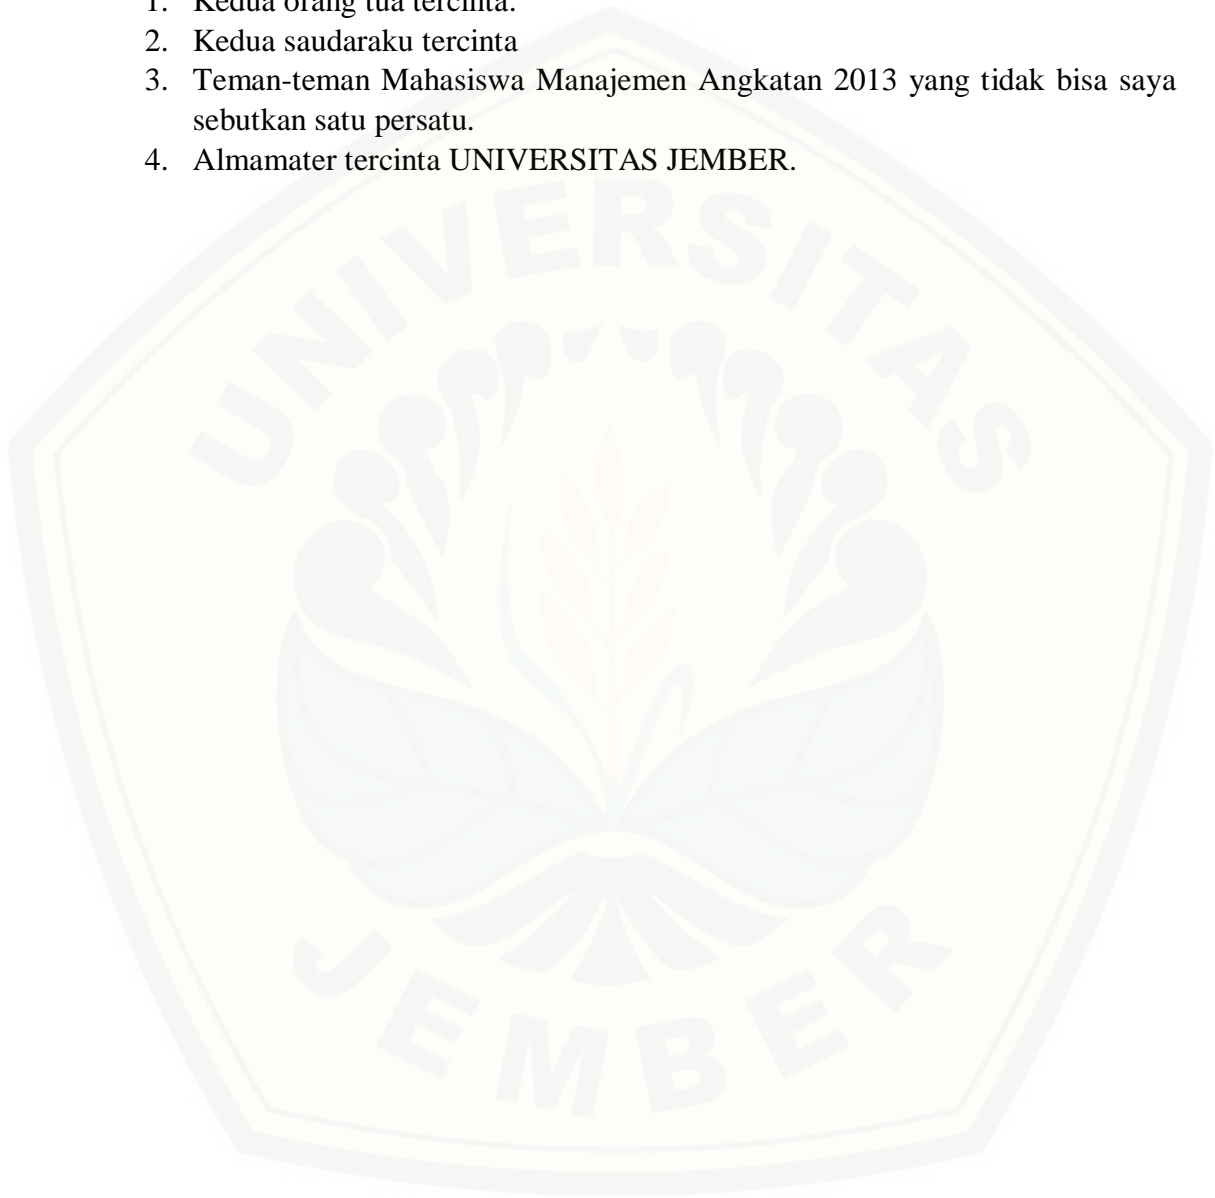 1. Kedua orang tua tercinta.
2. Kedua saudaraku tercinta
3. Teman-teman Mahasiswa Manajemen Angkatan 2013 yang tidak bisa saya
sebutkan satu persatu.
4. Almamater tercinta UNIVERSITAS JEMBER.
UNIVERSITAS
JEMBER